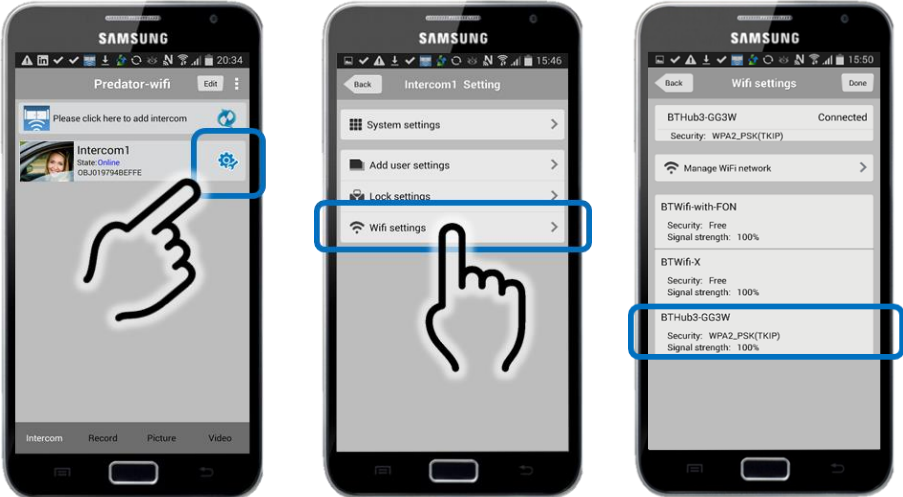 SAMSUNG
20:34
Predator-wifi
Edit
Please click here to add intercom
Intercom1
State:Online
OBJ019794BEFFE
Intercom
Record
Picture
Video
SAMSUNG
15:46
Back
Intercom1 Setting
System settings
Add user settings
Lock settings
Wifi settings
SAMSUNG
15:50
Back
Wifi settings
Done
BTHub3-GG3W Connected
Security: WPA2_PSK(TKIP)
Manage WiFi network
BTWifi-with-FON
Security: Free
Signal strength: 100%
BTWifi-X
Security: Free
Signal strength: 100%
BTHub3-GG3W
Security: WPA2_PSK(TKIP)
Signal strength: 100%